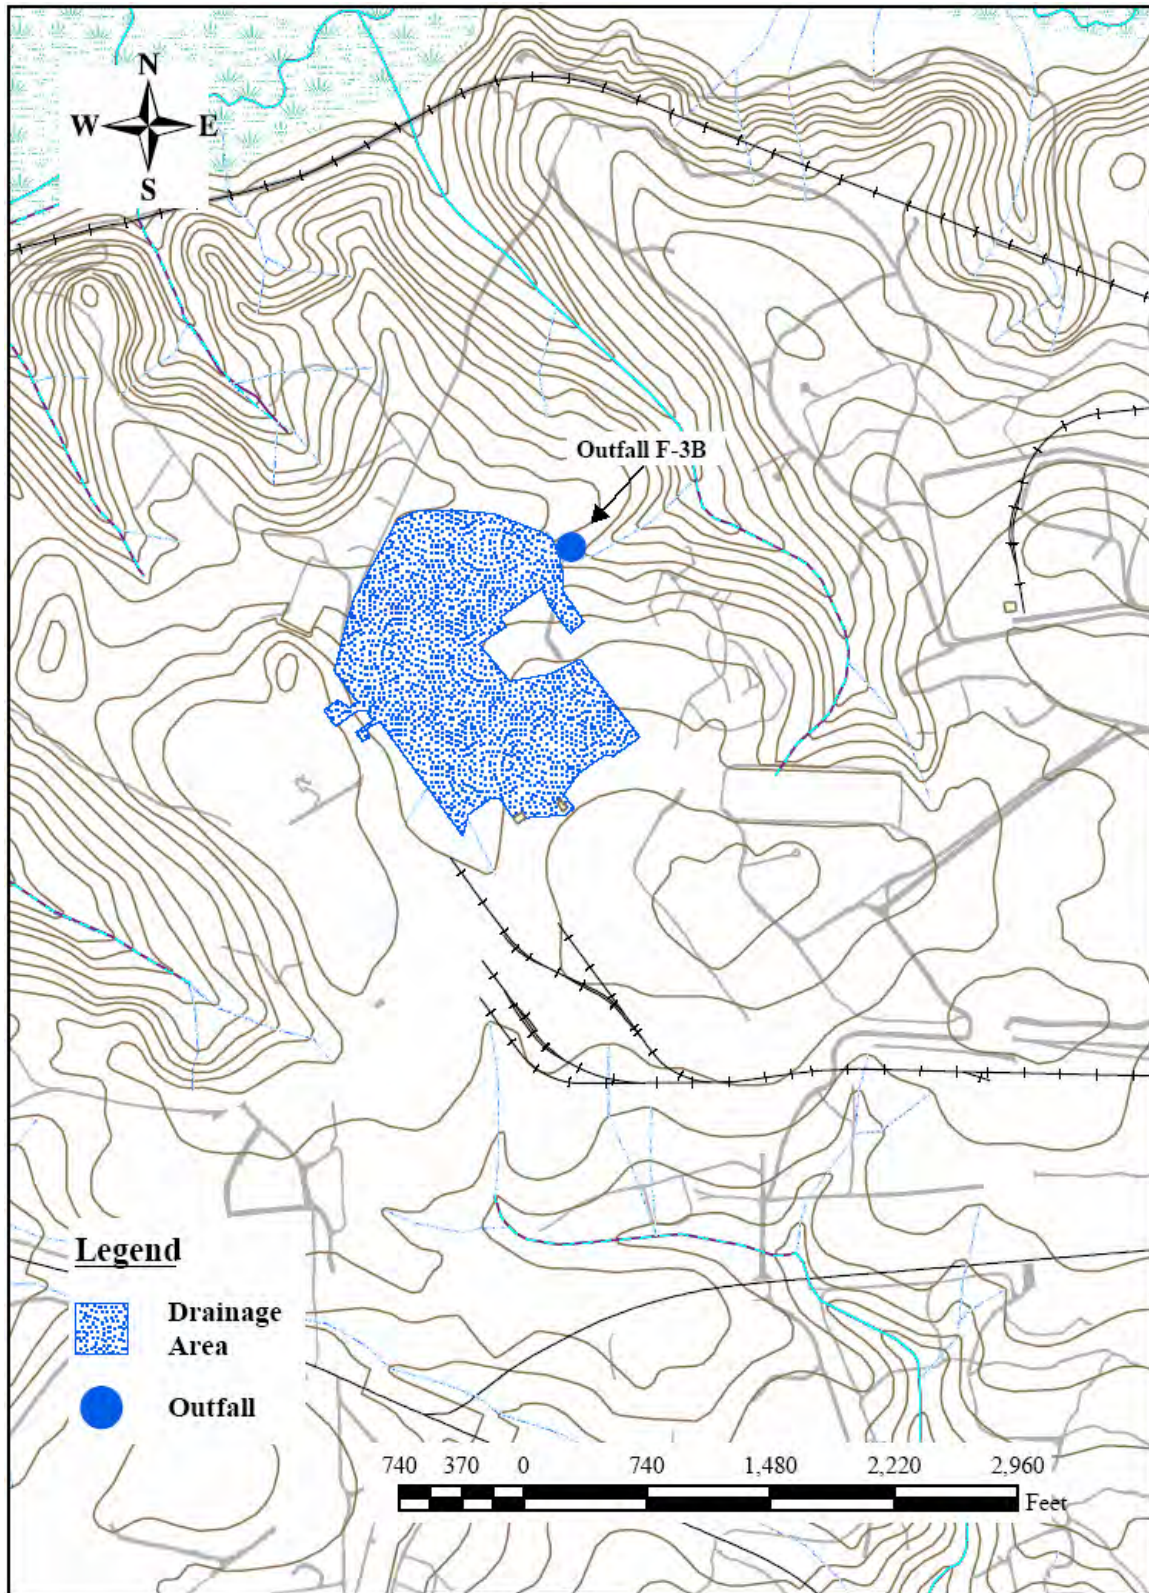 N
W E
S
Outfall F-3B
Legend
Drainage
Area
Outfall
740 370 0 740 1,480 2,220 2,960
Feet